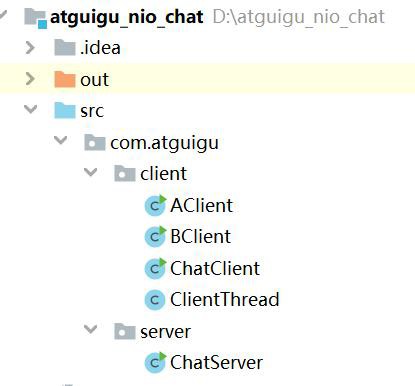 atguigu_nio_chat D:\atguigu_nio_chat
.idea
out
src
com.atguigu
client
AClient
BClient
ChatClient
ClientThread
server
ChatServer